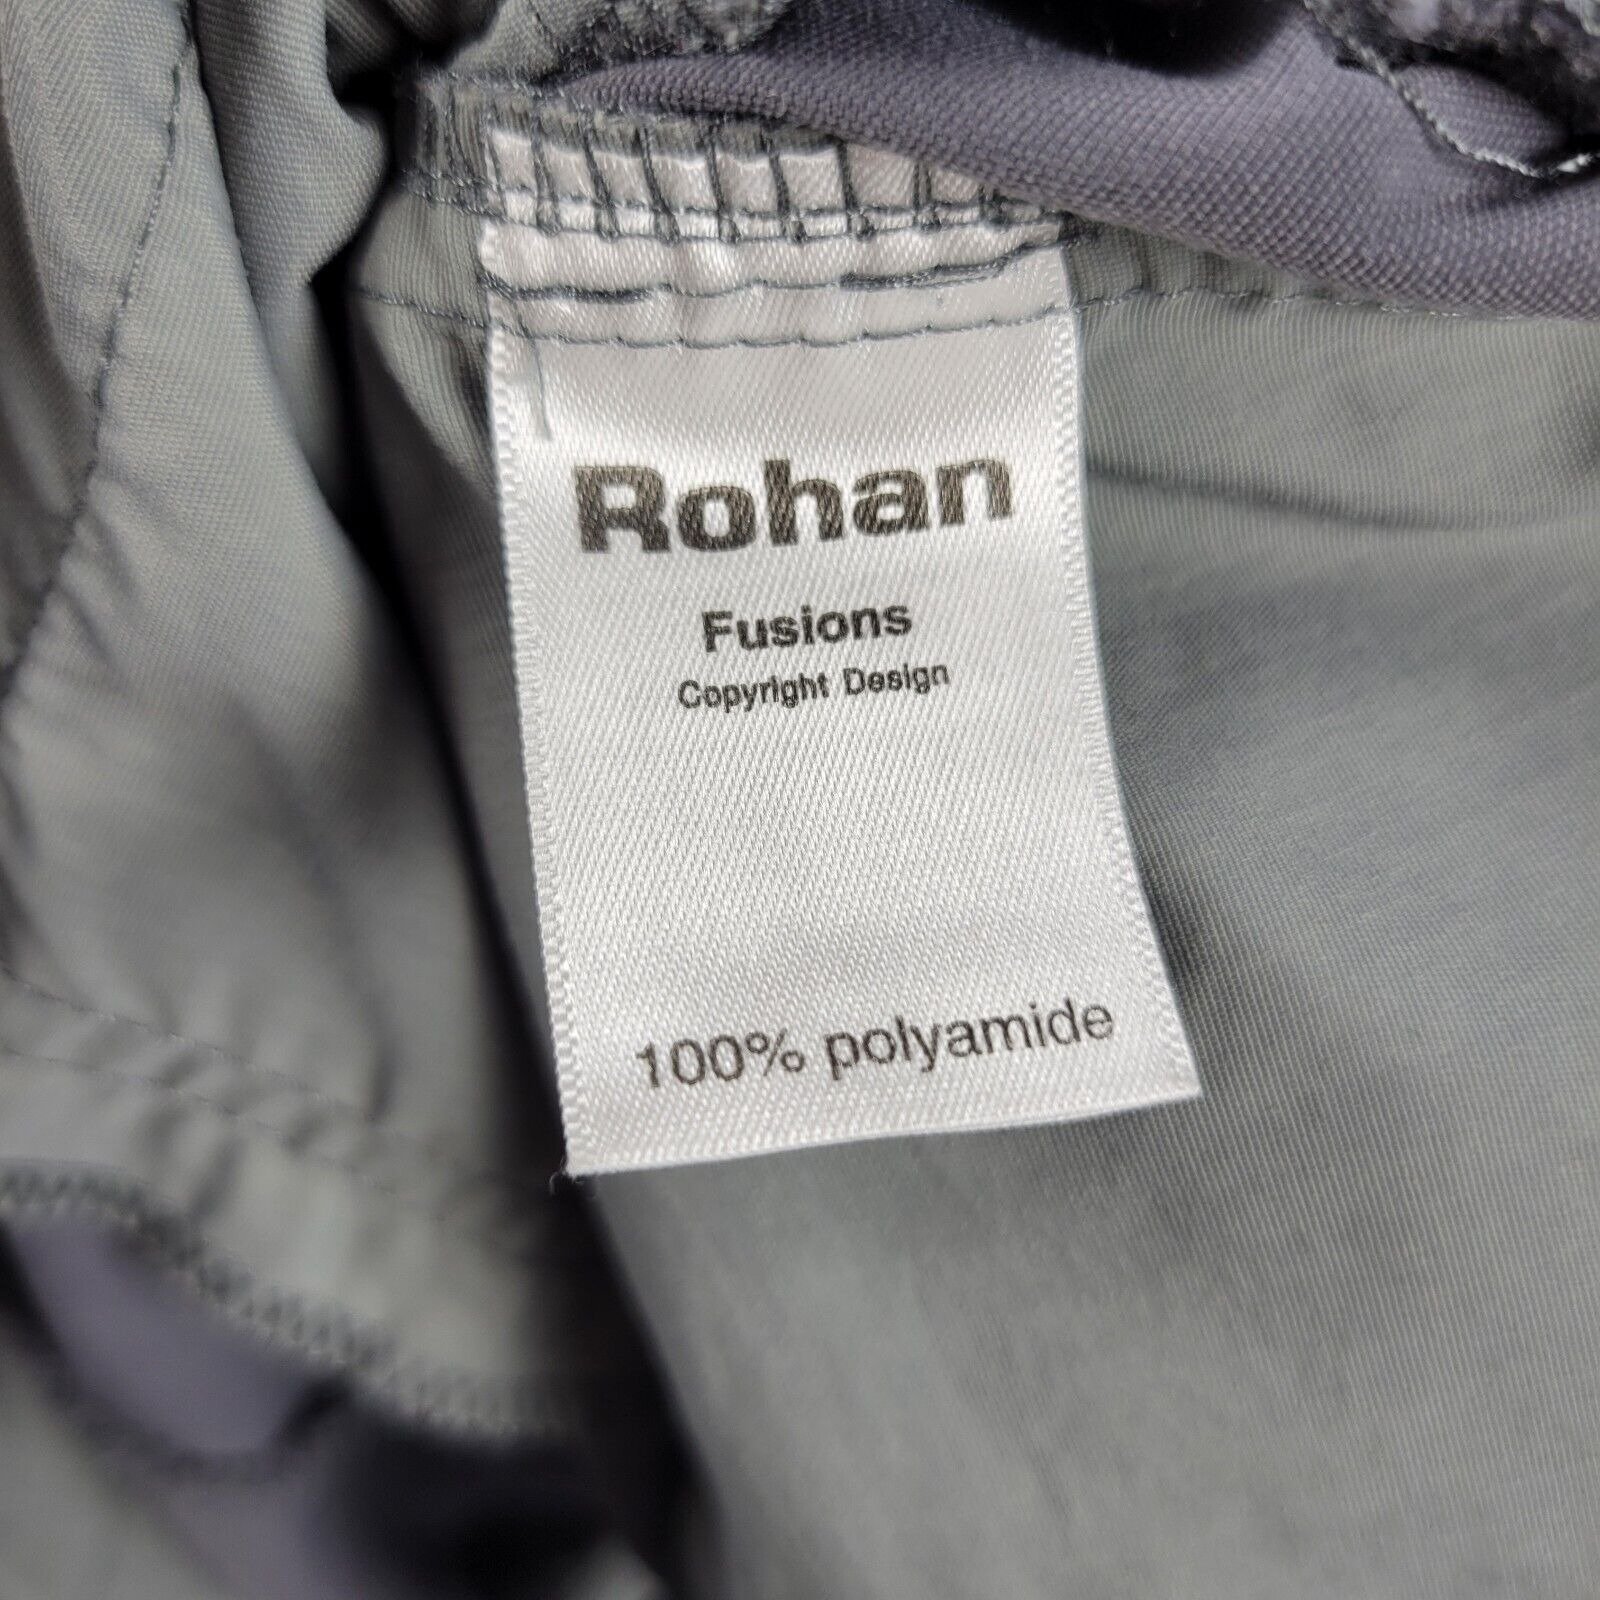 Rohan
Fusions
Copyright Design
100% polyamide